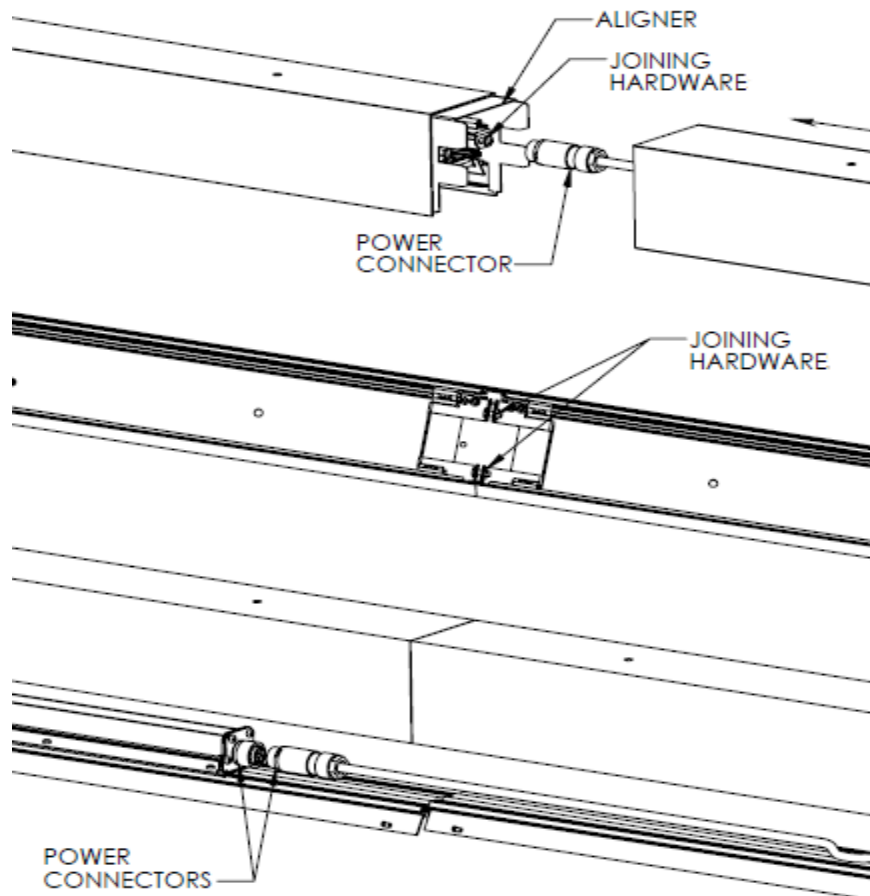 ALIGNER
JOINING
HARDWARE
POWER
CONNECTOR
JOINING
HARDWARE
POWER
CONNECTORS